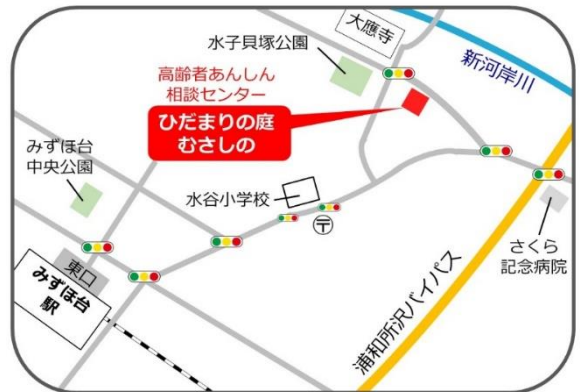 大應寺
水子貝塚公園
新河岸川
高齢者あんしん
相談センター
ひだまりの庭
むさしの
みずほ台
中央公園
水谷小学校
〒
さくら
記念病院
東口
みずほ台
駅
浦和所沢バイパス